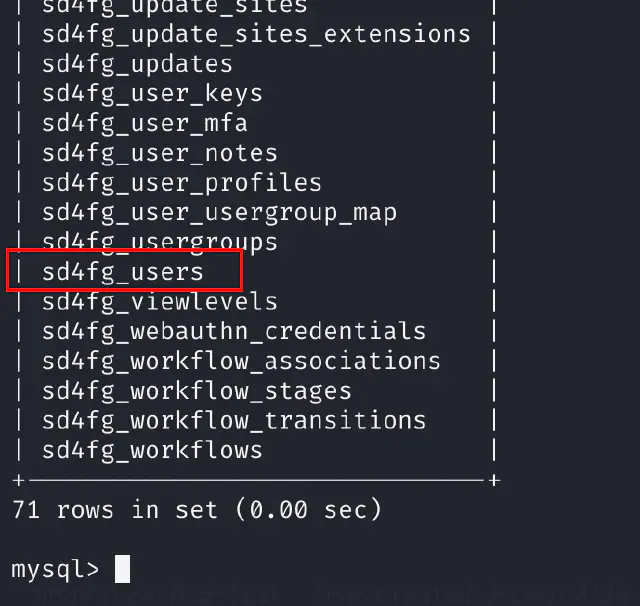 | sd4fg_update_sites |
| sd4fg_update_sites_extensions |
| sd4fg_updates |
| sd4fg_user_keys |
| sd4fg_user_mfa |
| sd4fg_user_notes |
| sd4fg_user_profiles |
| sd4fg_user_usergroup_map |
| sd4fg_usergroups |
| sd4fg_users |
| sd4fg_viewlevels |
| sd4fg_webauthn_credentials |
| sd4fg_workflow_associations |
| sd4fg_workflow_stages |
| sd4fg_workflow_transitions |
| sd4fg_workflows |
+-------------------------------+
71 rows in set (0.00 sec)
mysql>